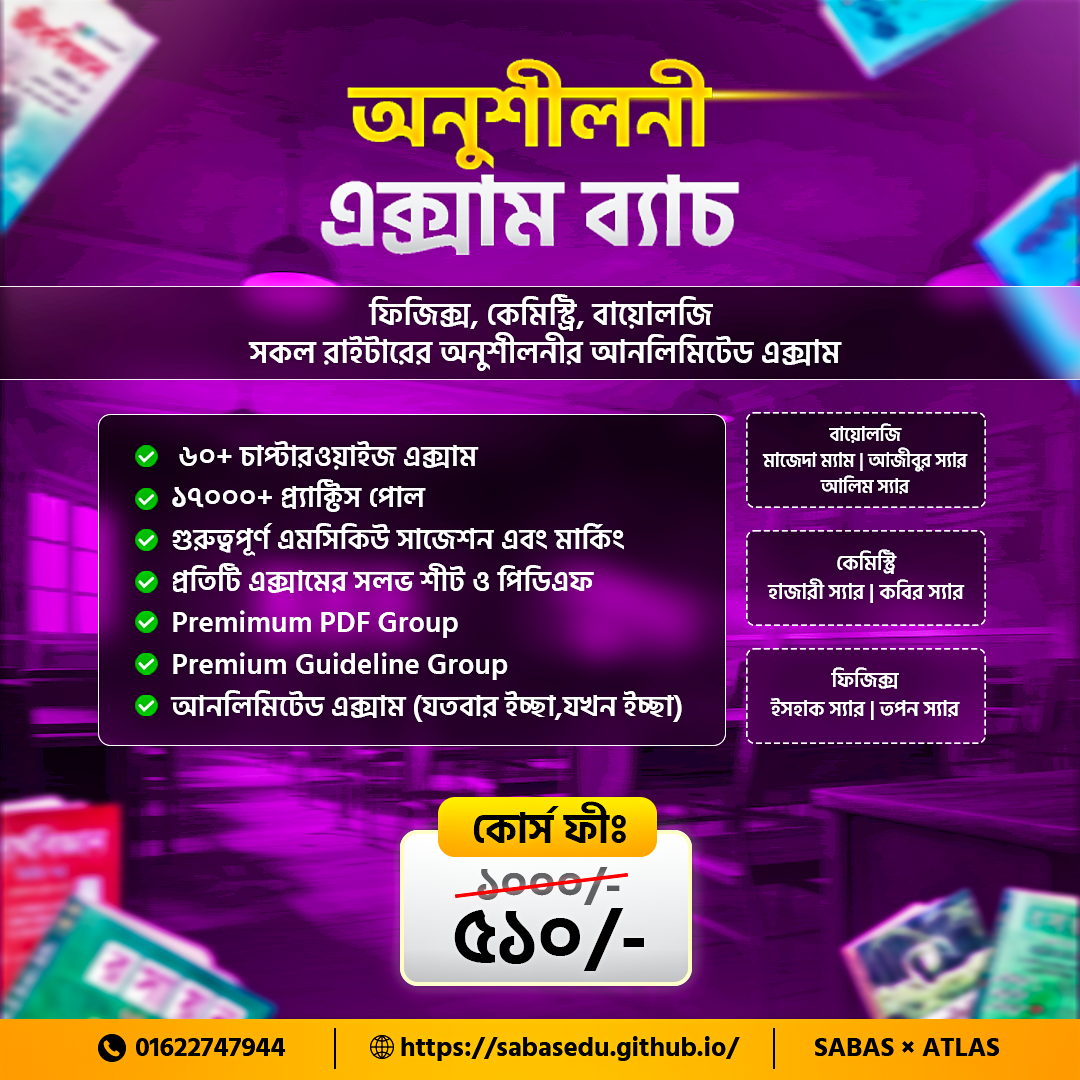 অনুশীলনী
এক্সাম ব্যাচ
ফিজিক্স, কেমিস্ট্রি, বায়োলজি
সকল রাইটারের অনুশীলনীর আনলিমিটেড এক্সাম
৬০+ চাপ্টারওয়াইজ এক্সাম
১৭০০০+ প্র্যাক্টিস পোল
গুরুত্বপূর্ণ এমসিকিউ সাজেশন এবং মার্কিং
প্রতিটি এক্সামের সলভ শীট ও পিডিএফ
Premimum PDF Group
Premium Guideline Group
আনলিমিটেড এক্সাম (যতবার ইচ্ছা,যখন ইচ্ছা)
বায়োলজি
মাজেদা ম্যাম | আজীবুর স্যার
আলিম স্যার
কেমিস্ট্রি
হাজারী স্যার | কবির স্যার
ফিজিক্স
ইসহাক স্যার | তপন স্যার
কোর্স ফীঃ
১০০০/-
৫১০/-
01622747944
https://sabasedu.github.io/
SABAS × ATLAS